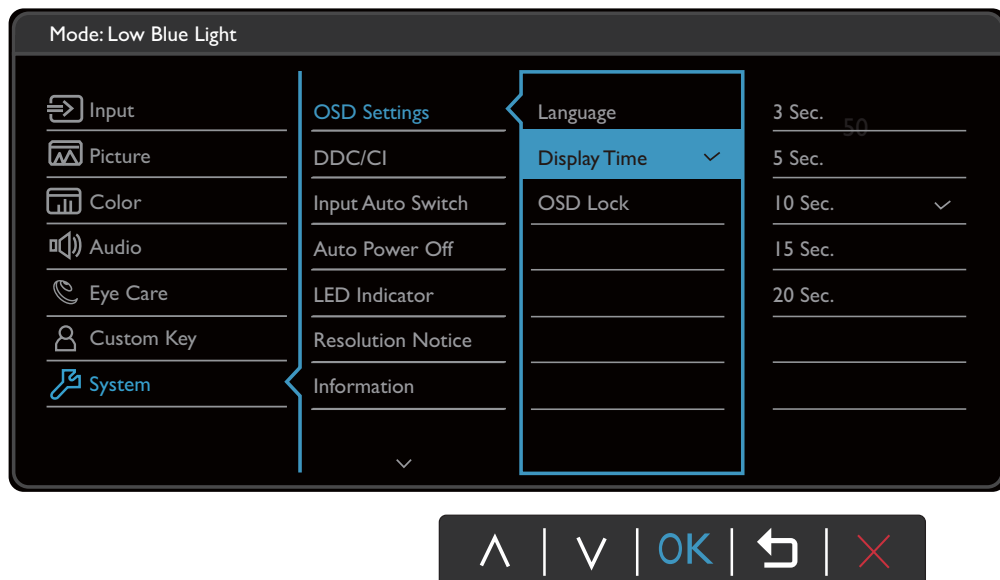 Mode: Low Blue Light
Input
Picture
Color
Audio
Eye Care
Custom Key
System
OSD Settings
DDC/CI
Input Auto Switch
Auto Power Off
LED Indicator
Resolution Notice
Information
Language
Display Time
OSD Lock
3 Sec.
50
5 Sec.
10 Sec.
15 Sec.
20 Sec.
OK